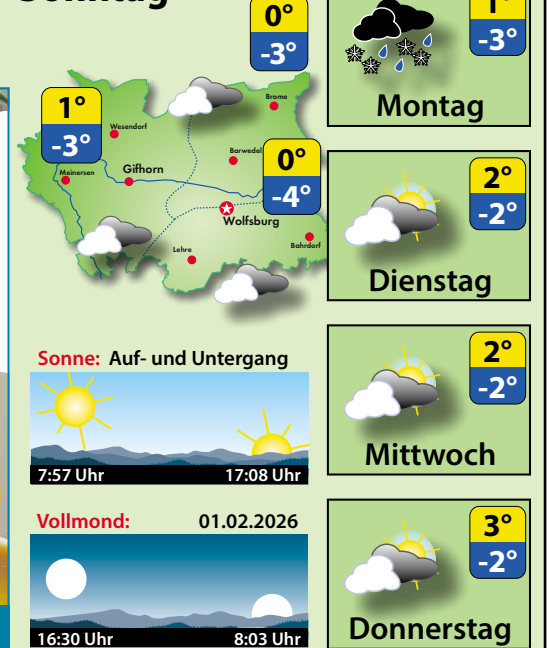 Sonntag
0°
-3°
1°
-3°
Brome
Wesendorf
Barwedel
0°
-4°
Meinersen
Gifhorn
Wolfsburg
Lehre
Bahrdorf
Sonne: Auf- und Untergang
7:57 Uhr 17:08 Uhr
Vollmond: 01.02.2026
16:30 Uhr 8:03 Uhr
1°
-3°
Montag
2°
-2°
Dienstag
2°
-2°
Mittwoch
3°
-2°
Donnerstag